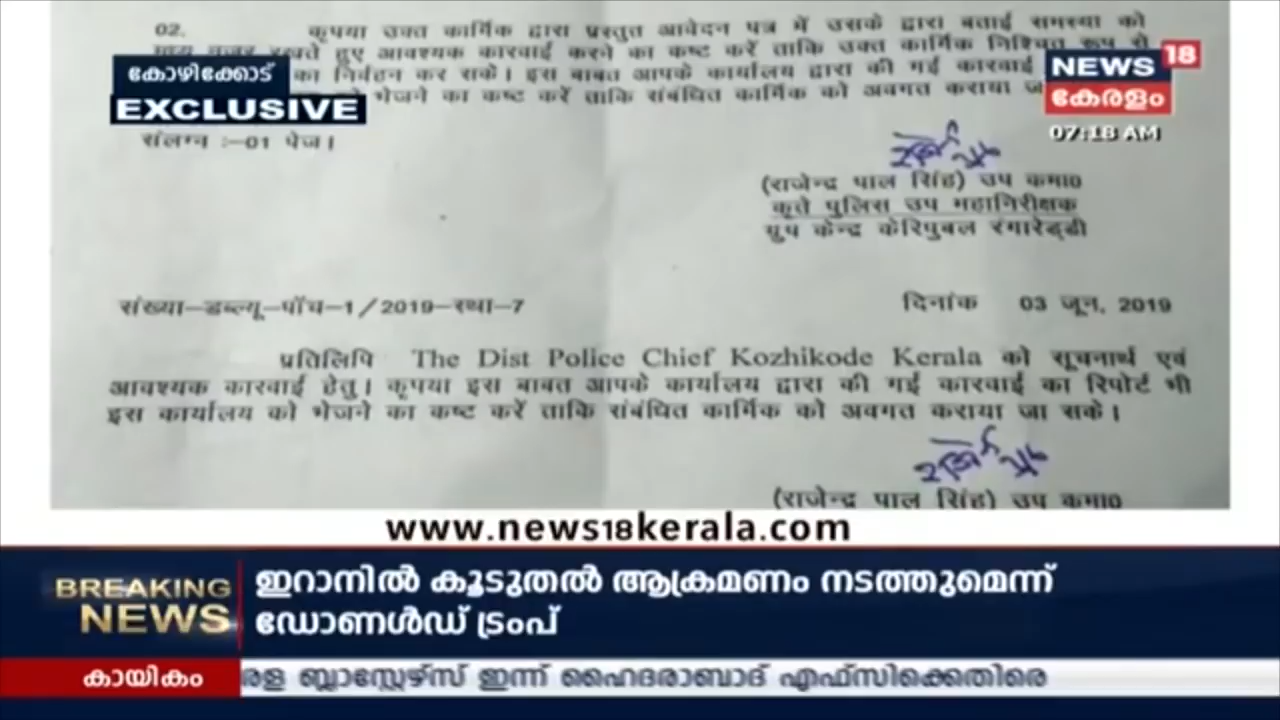 02. कृपया उक्त कार्मिक द्वारा प्रस्तुत आवेदन पत्र में उसके द्वारा बताई समस्या को
रखते हुए आवश्यक कारवाई करने का कष्ट करें ताकि उक्त कार्मिक निश्चित रूप से
का निर्वहन कर सके। इस बाबत आपके कार्यालय द्वारा की गई कारवाई
भेजने का कष्ट करें ताकि संबंधित कार्मिक को अवगत कराया
കോഴിക്കോട്
EXCLUSIVE
NEWS 18
കേരളം
07:18 AM
संलग्न :–01 पेज।
(राजेन्द्र पाल सिंह) उप कमा0
कृते पुलिस उप महानिरीक्षक
ग्रुप केन्द्र केरिपुबल रंगारेड्डी
संख्या–डब्ल्यू–पॉच–1/2019–स्था–7 दिनांक 03 जून, 2019
प्रतिलिपि The Dist Police Chief Kozhikode Kerala को सूचनार्थ एवं
आवश्यक कारवाई हेतु। कृपया इस बाबत आपके कार्यालय द्वारा की गई कारवाई का रिपोर्ट भी
इस कार्यालय को भेजने का कष्ट करें ताकि संबंधित कार्मिक को अवगत कराया जा सके।
(राजेन्द्र पाल सिंह) उप कमा0
www.news18kerala.com
BREAKING NEWS
ഇറാനിൽ കൂടുതൽ ആക്രമണം നടത്തുമെന്ന്
ഡോണൾഡ് ട്രംപ്
കായികം
രള ബ്ലാസ്റ്റേഴ്സ് ഇന്ന് ഹൈദരാബാദ് എഫ്സിക്കെതിരെ